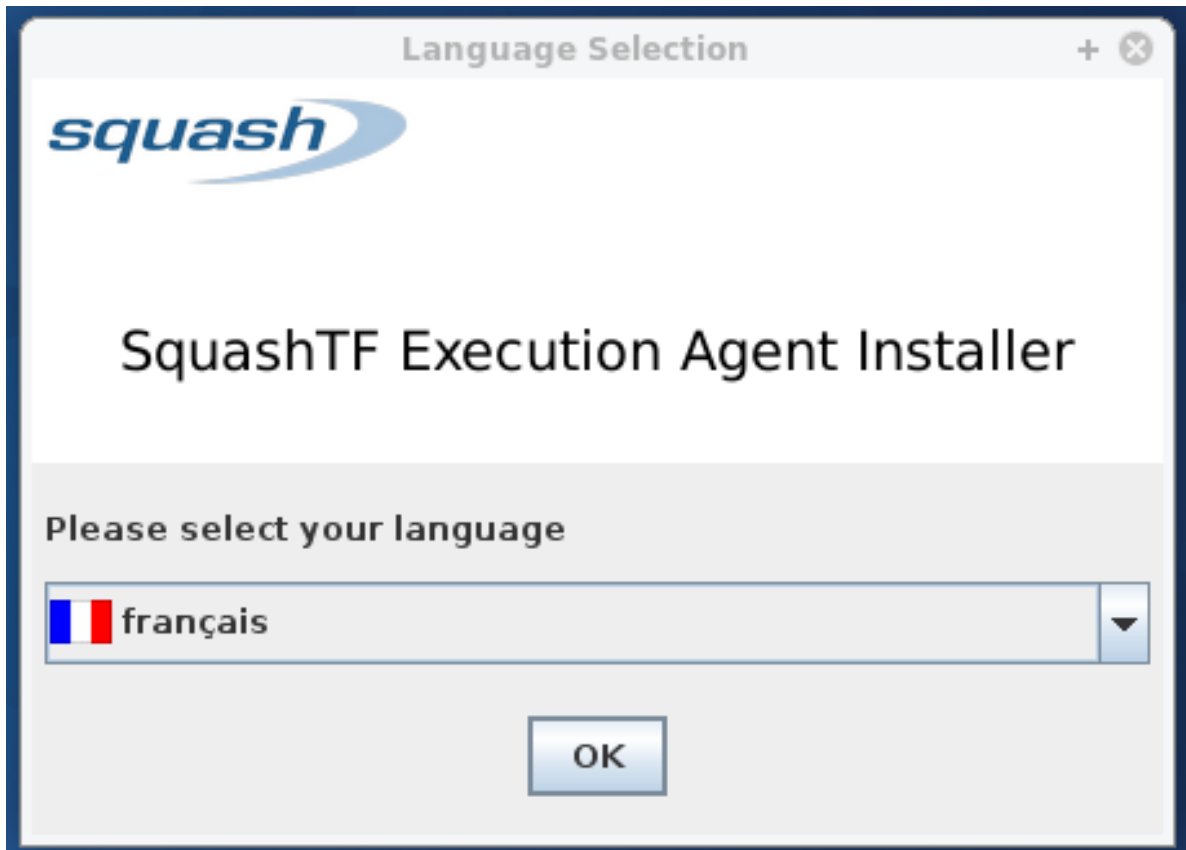 Language Selection
squash
SquashTF Execution Agent Installer
Please select your language
français
OK